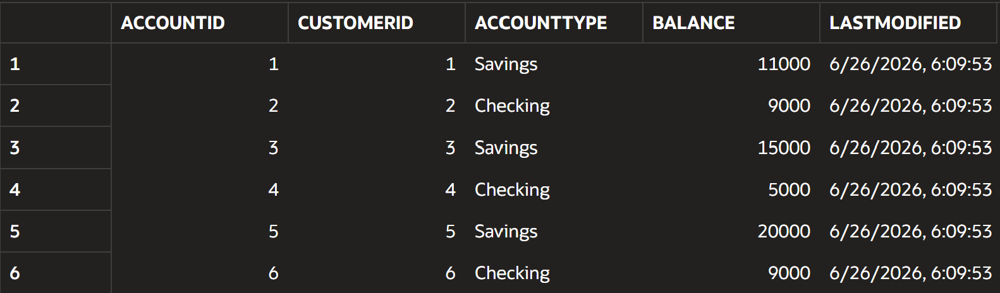 ACCOUNTID CUSTOMERID ACCOUNTTYPE BALANCE LASTMODIFIED
1 1 1 Savings 11000 6/26/2026, 6:09:53
2 2 2 Checking 9000 6/26/2026, 6:09:53
3 3 3 Savings 15000 6/26/2026, 6:09:53
4 4 4 Checking 5000 6/26/2026, 6:09:53
5 5 5 Savings 20000 6/26/2026, 6:09:53
6 6 6 Checking 9000 6/26/2026, 6:09:53